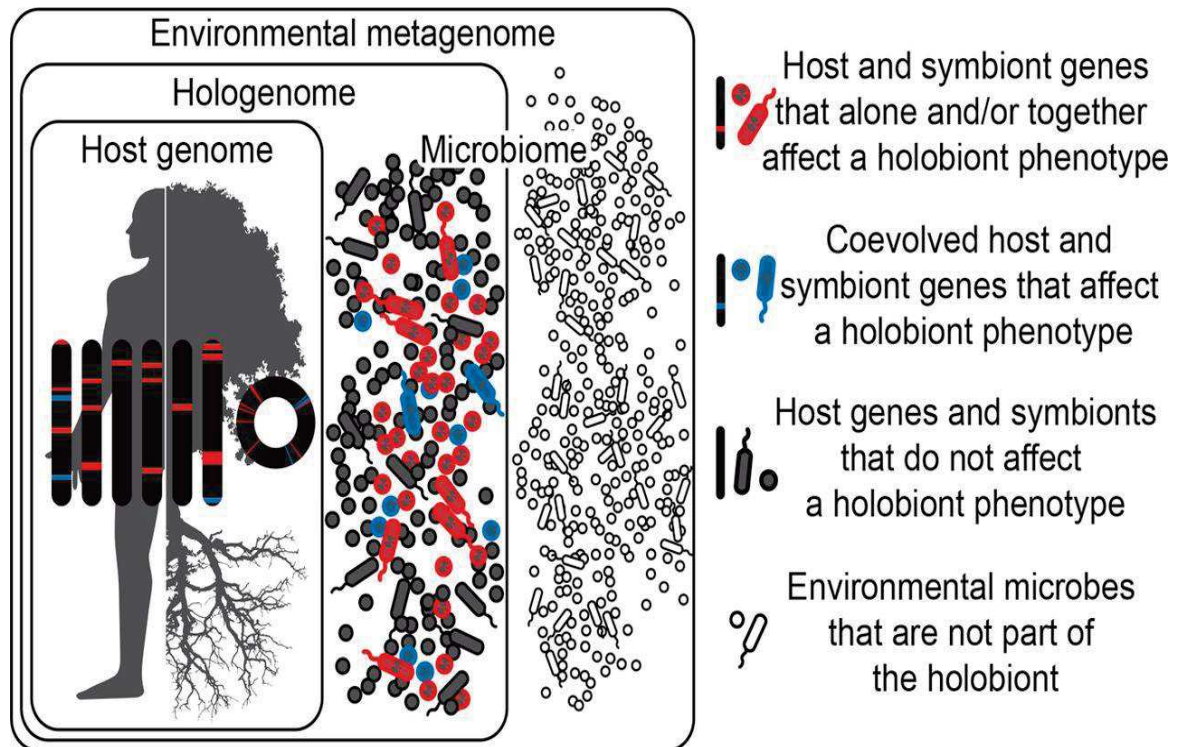 Environmental metagenome
Hologenome
Host genome
Microbiome
Host and symbiont genes
that alone and/or together
affect a holobiont phenotype
Coevolved host and
symbiont genes that affect
a holobiont phenotype
Host genes and symbionts
that do not affect
a holobiont phenotype
Environmental microbes
that are not part of
the holobiont